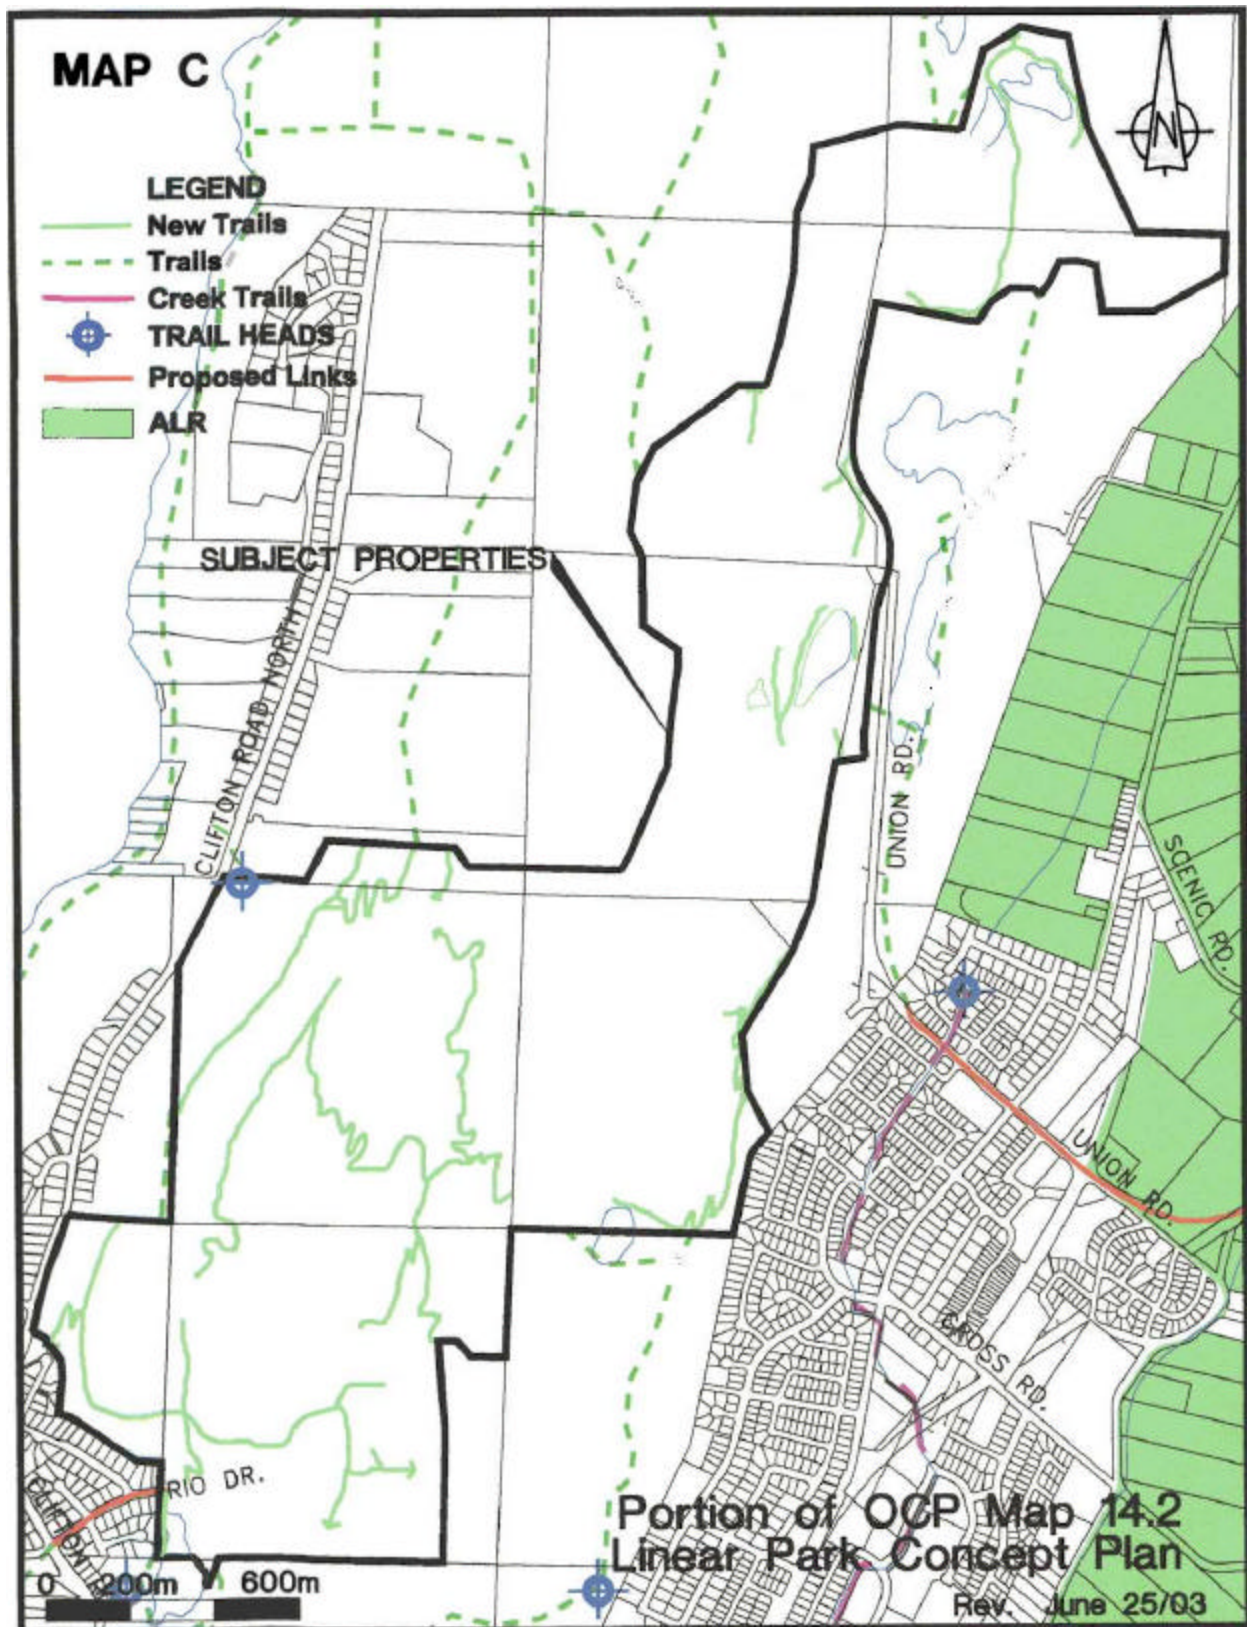 MAP C
N
LEGEND
New Trails
Trails
Creek Trails
TRAIL HEADS
Proposed Links
ALR
SUBJECT PROPERTIES
CLIFTON ROAD NORTH
UNION RD.
SCENIC RD.
UNION RD.
CROSS RD.
RIO DR.
CLIFTON
0 200m 600m
Portion of OCP Map 14.2
Linear Park Concept Plan
Rev. June 25/03